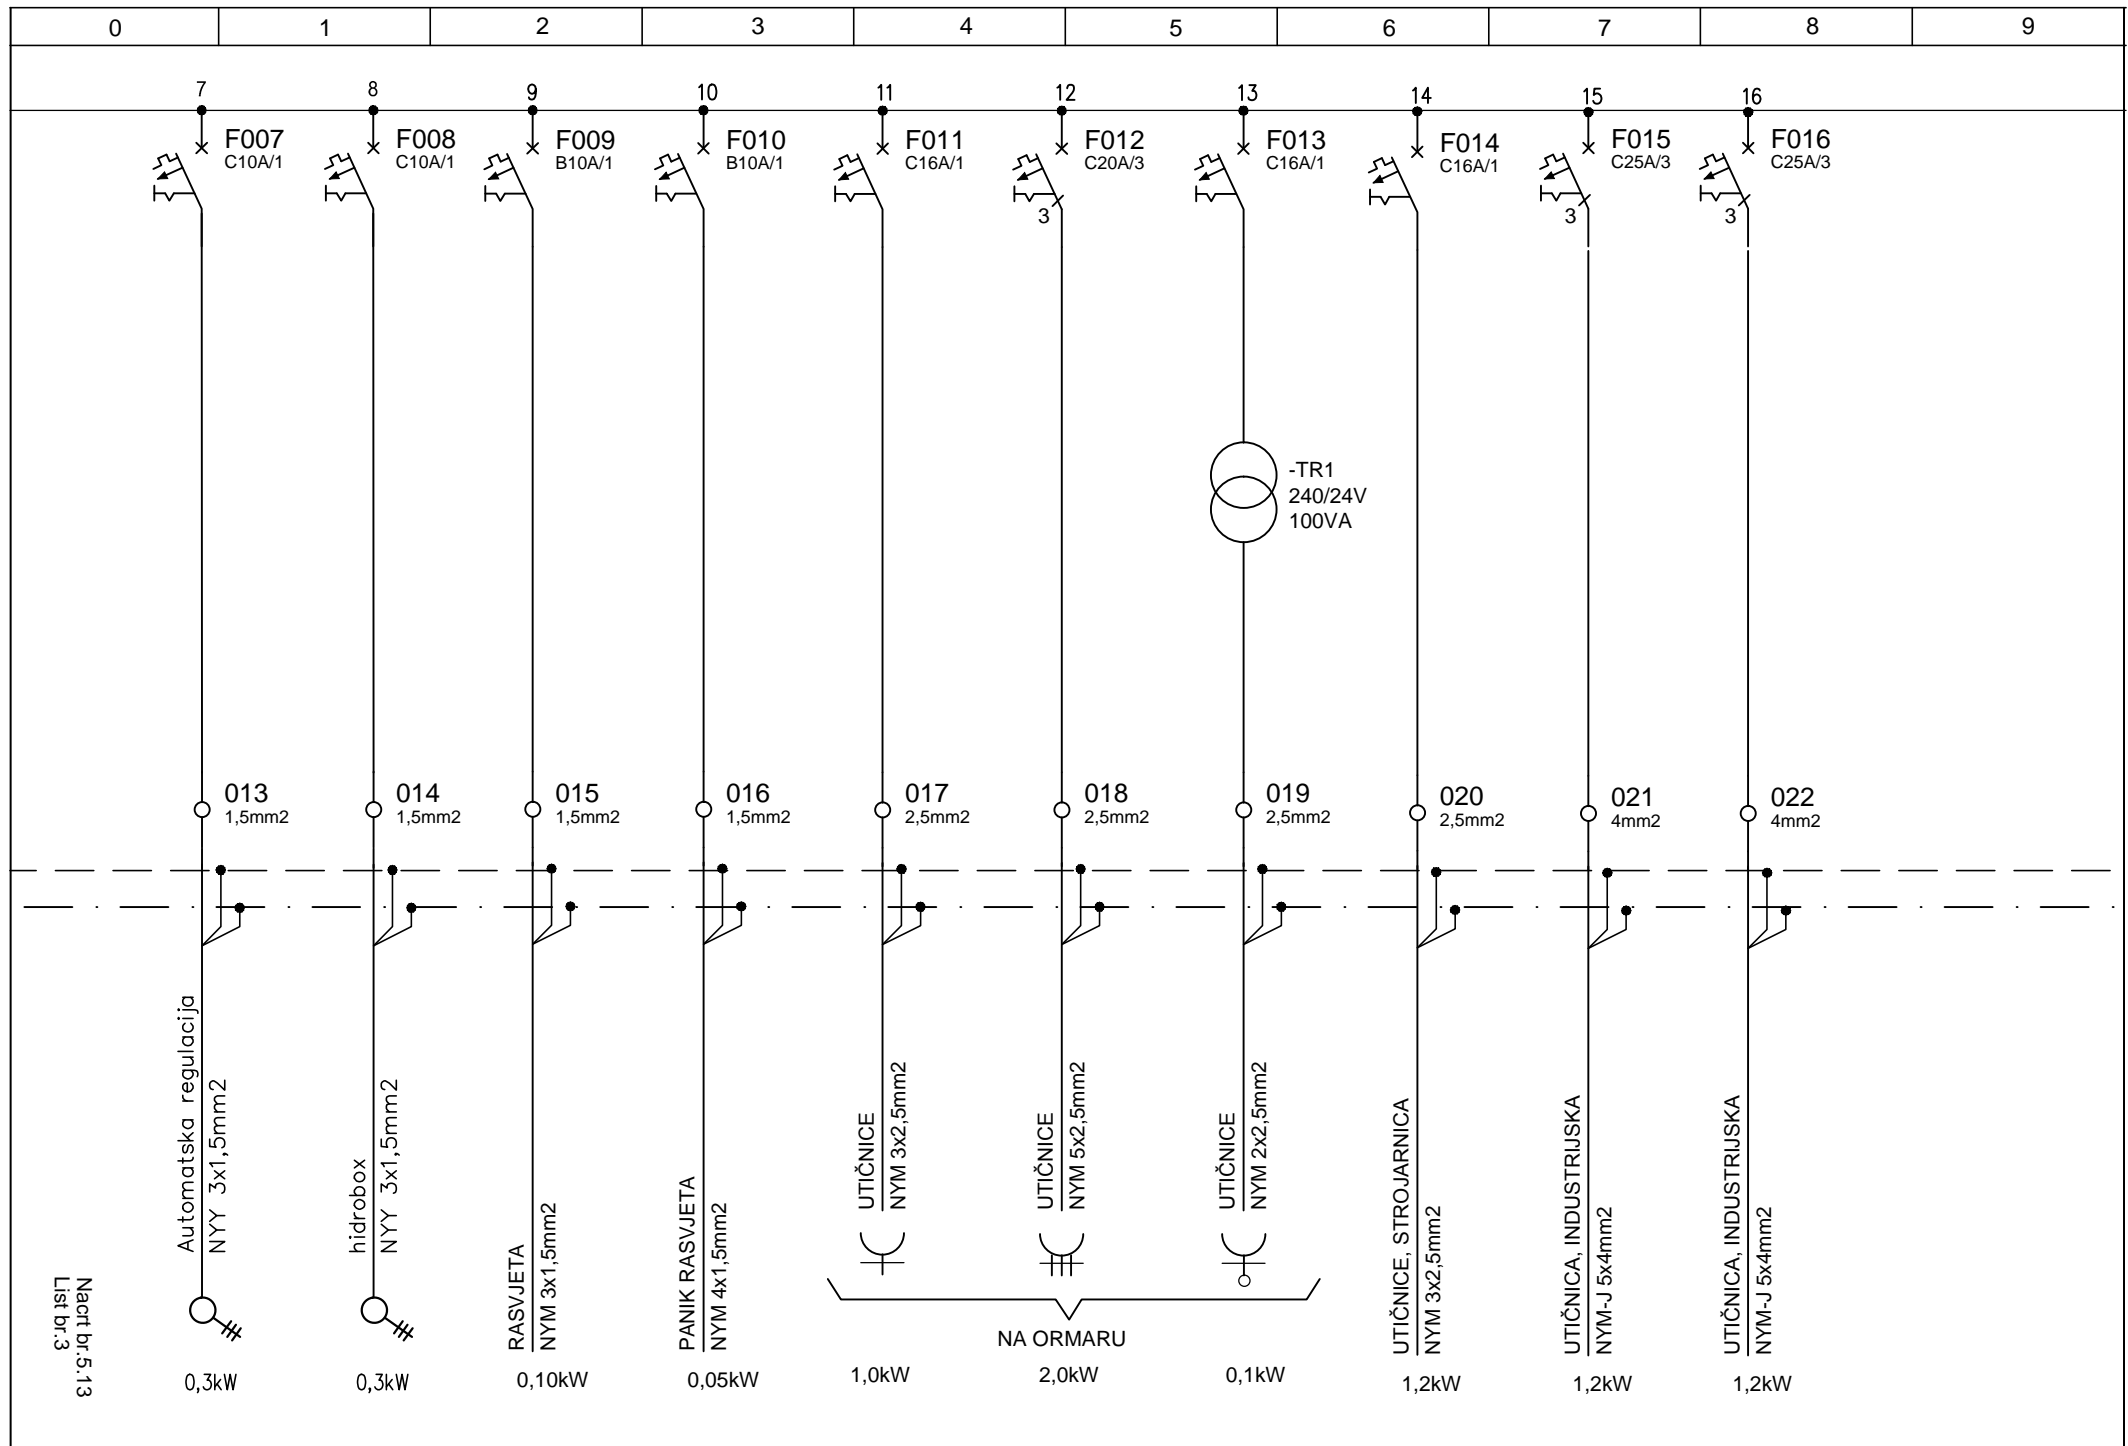 0 1 2 3 4 5 6 7 8 9
7 8 9 10 11 12 13 14 15 16
F007 F008 F009 F010 F011 F012 F013 F014 F015 F016
C10A/1 C10A/1 B10A/1 B10A/1 C16A/1 C20A/3 C16A/1 C16A/1 C25A/3 C25A/3
3 3 3
-TR1
240/24V
100VA
013 014 015 016 017 018 019 020 021 022
1,5mm2 1,5mm2 1,5mm2 1,5mm2 2,5mm2 2,5mm2 2,5mm2 2,5mm2 4mm2 4mm2
Automatska regulacija
NYY 3x1,5mm2
hidrobox
NYY 3x1,5mm2
RASVJETA
NYM 3x1,5mm2
PANIK RASVJETA
NYM 4x1,5mm2
UTIČNICE
NYM 3x2,5mm2
UTIČNICE
NYM 5x2,5mm2
UTIČNICE
NYM 2x2,5mm2
UTIČNICE, STROJARNICA
NYM 3x2,5mm2
UTIČNICA, INDUSTRIJSKA
NYM-J 5x4mm2
UTIČNICA, INDUSTRIJSKA
NYM-J 5x4mm2
NA ORMARU
0,3kW 0,3kW 0,10kW 0,05kW 1,0kW 2,0kW 0,1kW 1,2kW 1,2kW 1,2kW
Nacrt br.5.13
List br.3